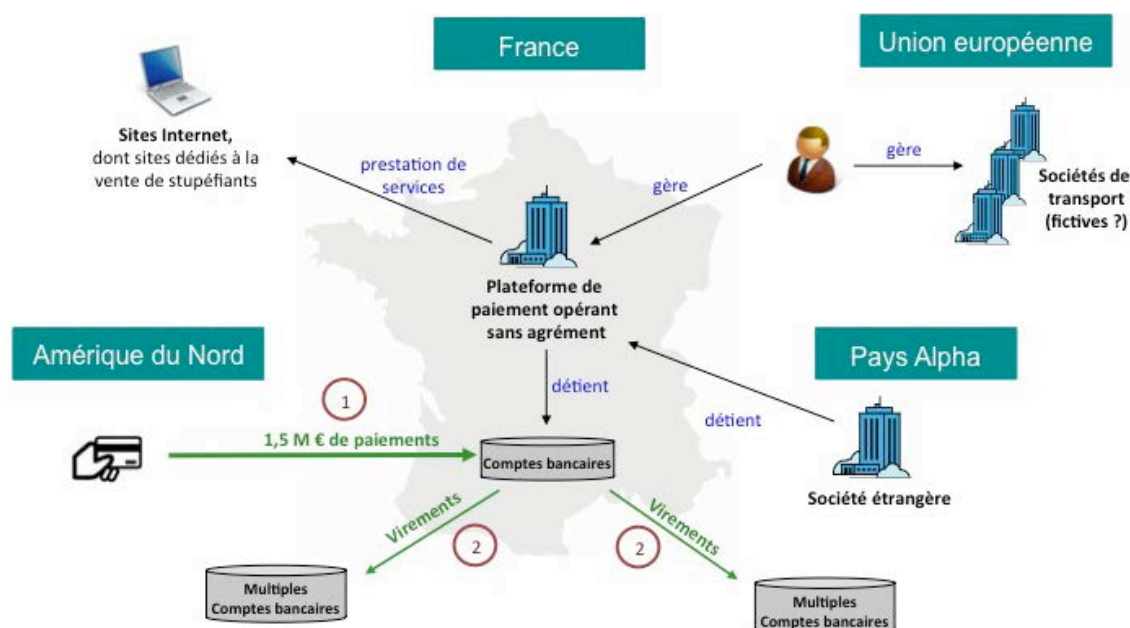 France
Union européenne
Sites Internet,
dont sites dédiés à la
vente de stupéfiants
prestation de
services
gère
gère
Sociétés de
transport
(fictives ?)
Plateforme de
paiement opérant
sans agrément
Amérique du Nord
Pays Alpha
détient
détient
1
1,5 M € de paiements
Comptes bancaires
Société étrangère
Virements
2
2
Virements
Multiples
Comptes bancaires
Multiples
Comptes bancaires